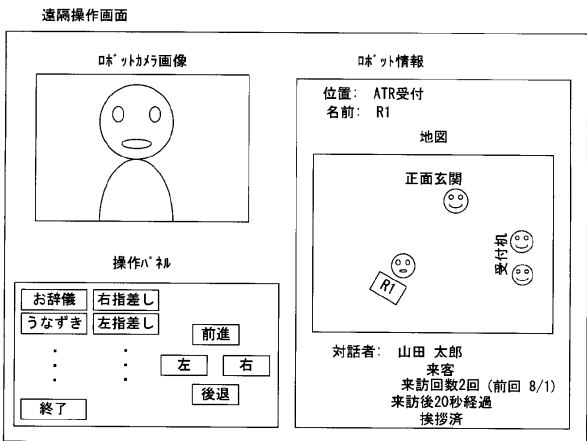 遠隔操作画面
ロボットカメラ画像
操作パネル
お辞儀 右指差し
うなずき 左指差し
前進
左 右
後退
終了
ロボット情報
位置: ATR受付
名前: R1
地図
正面玄関
受付机
R1
対話者: 山田 太郎
来客
来訪回数2回 (前回 8/1)
来訪後20秒経過
挨拶済